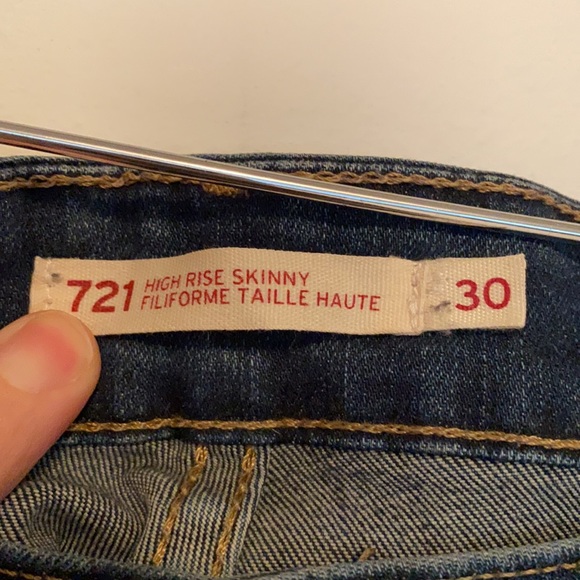 721 HIGH RISE SKINNY
FILIFORME TAILLE HAUTE
30